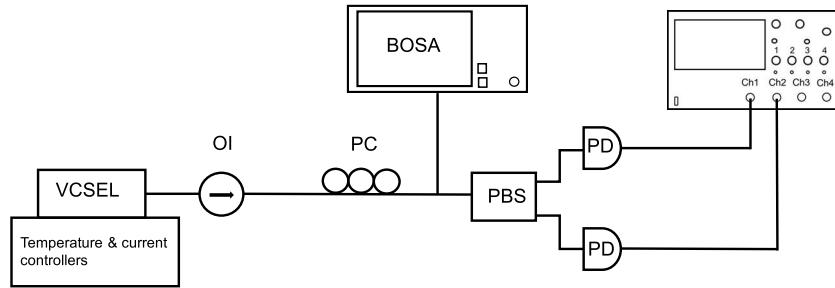 BOSA
1 2 3 4
Ch1 Ch2 Ch3 Ch4
OI
PC
PD
VCSEL
PBS
Temperature & current
controllers
PD